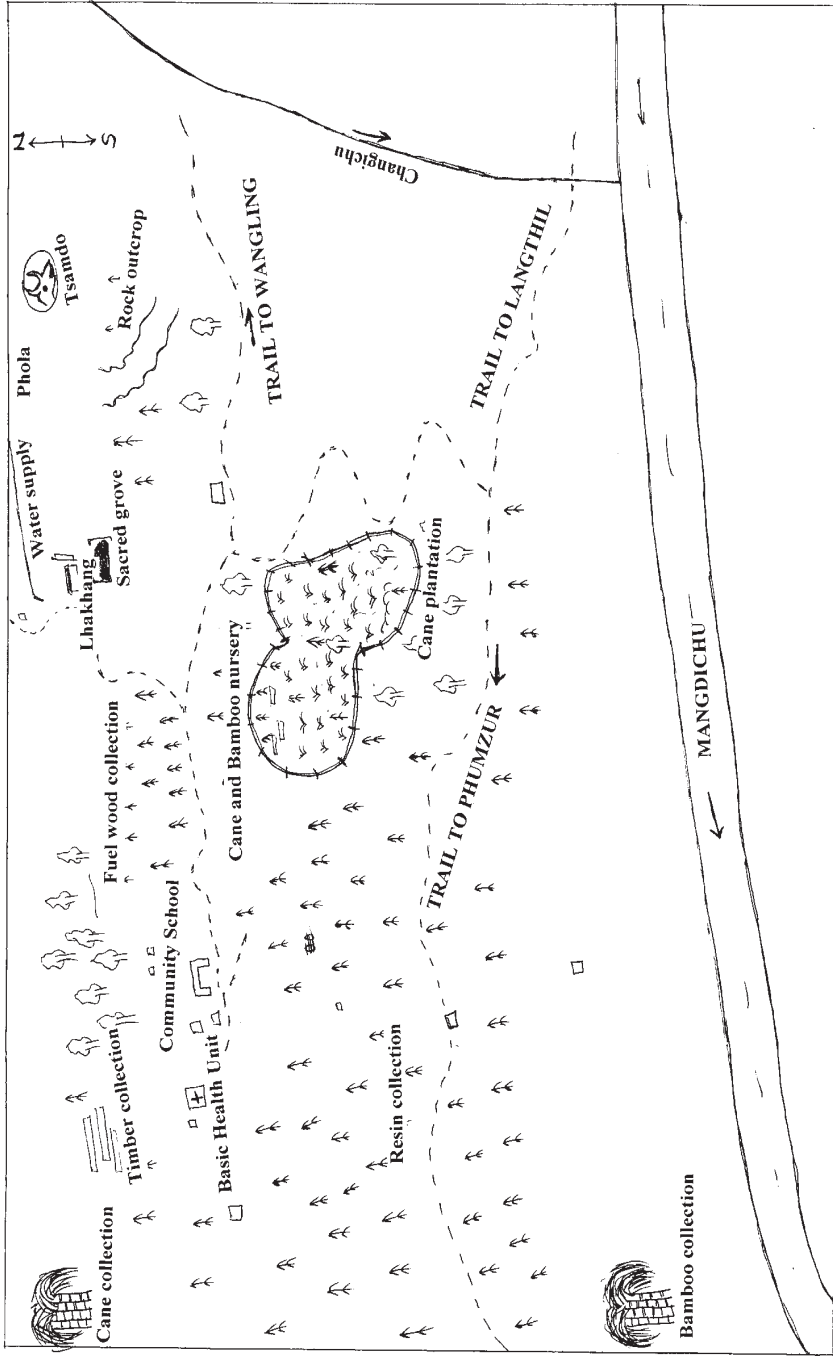 Water supply
Phola
N
S
Tsamdo
Lhakhang
Cane collection
Timber collection
Fuel wood collection
Sacred grove
Rock outcrop
Community School
Basic Health Unit
Cane and Bamboo nursery
TRAIL TO WANGLING
Changichu
Resin collection
Cane plantation
TRAIL TO PHUMZUR
TRAIL TO LANGTHIL
Bamboo collection
MANGDICHU